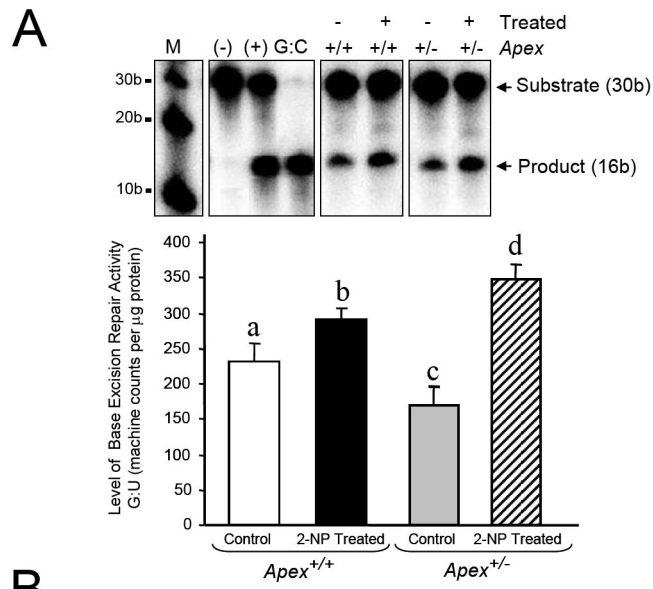 A
- + - + Treated
M (-) (+) G:C +/+ +/+ +/- +/- Apex
30b
20b
10b
Substrate (30b)
Product (16b)
Level of Base Excision Repair Activity
G:U (machine counts per μg protein)
400
350
300
250
200
150
100
50
0
a
b
c
d
Control 2-NP Treated Control 2-NP Treated
Apex+/+ Apex+/-
B